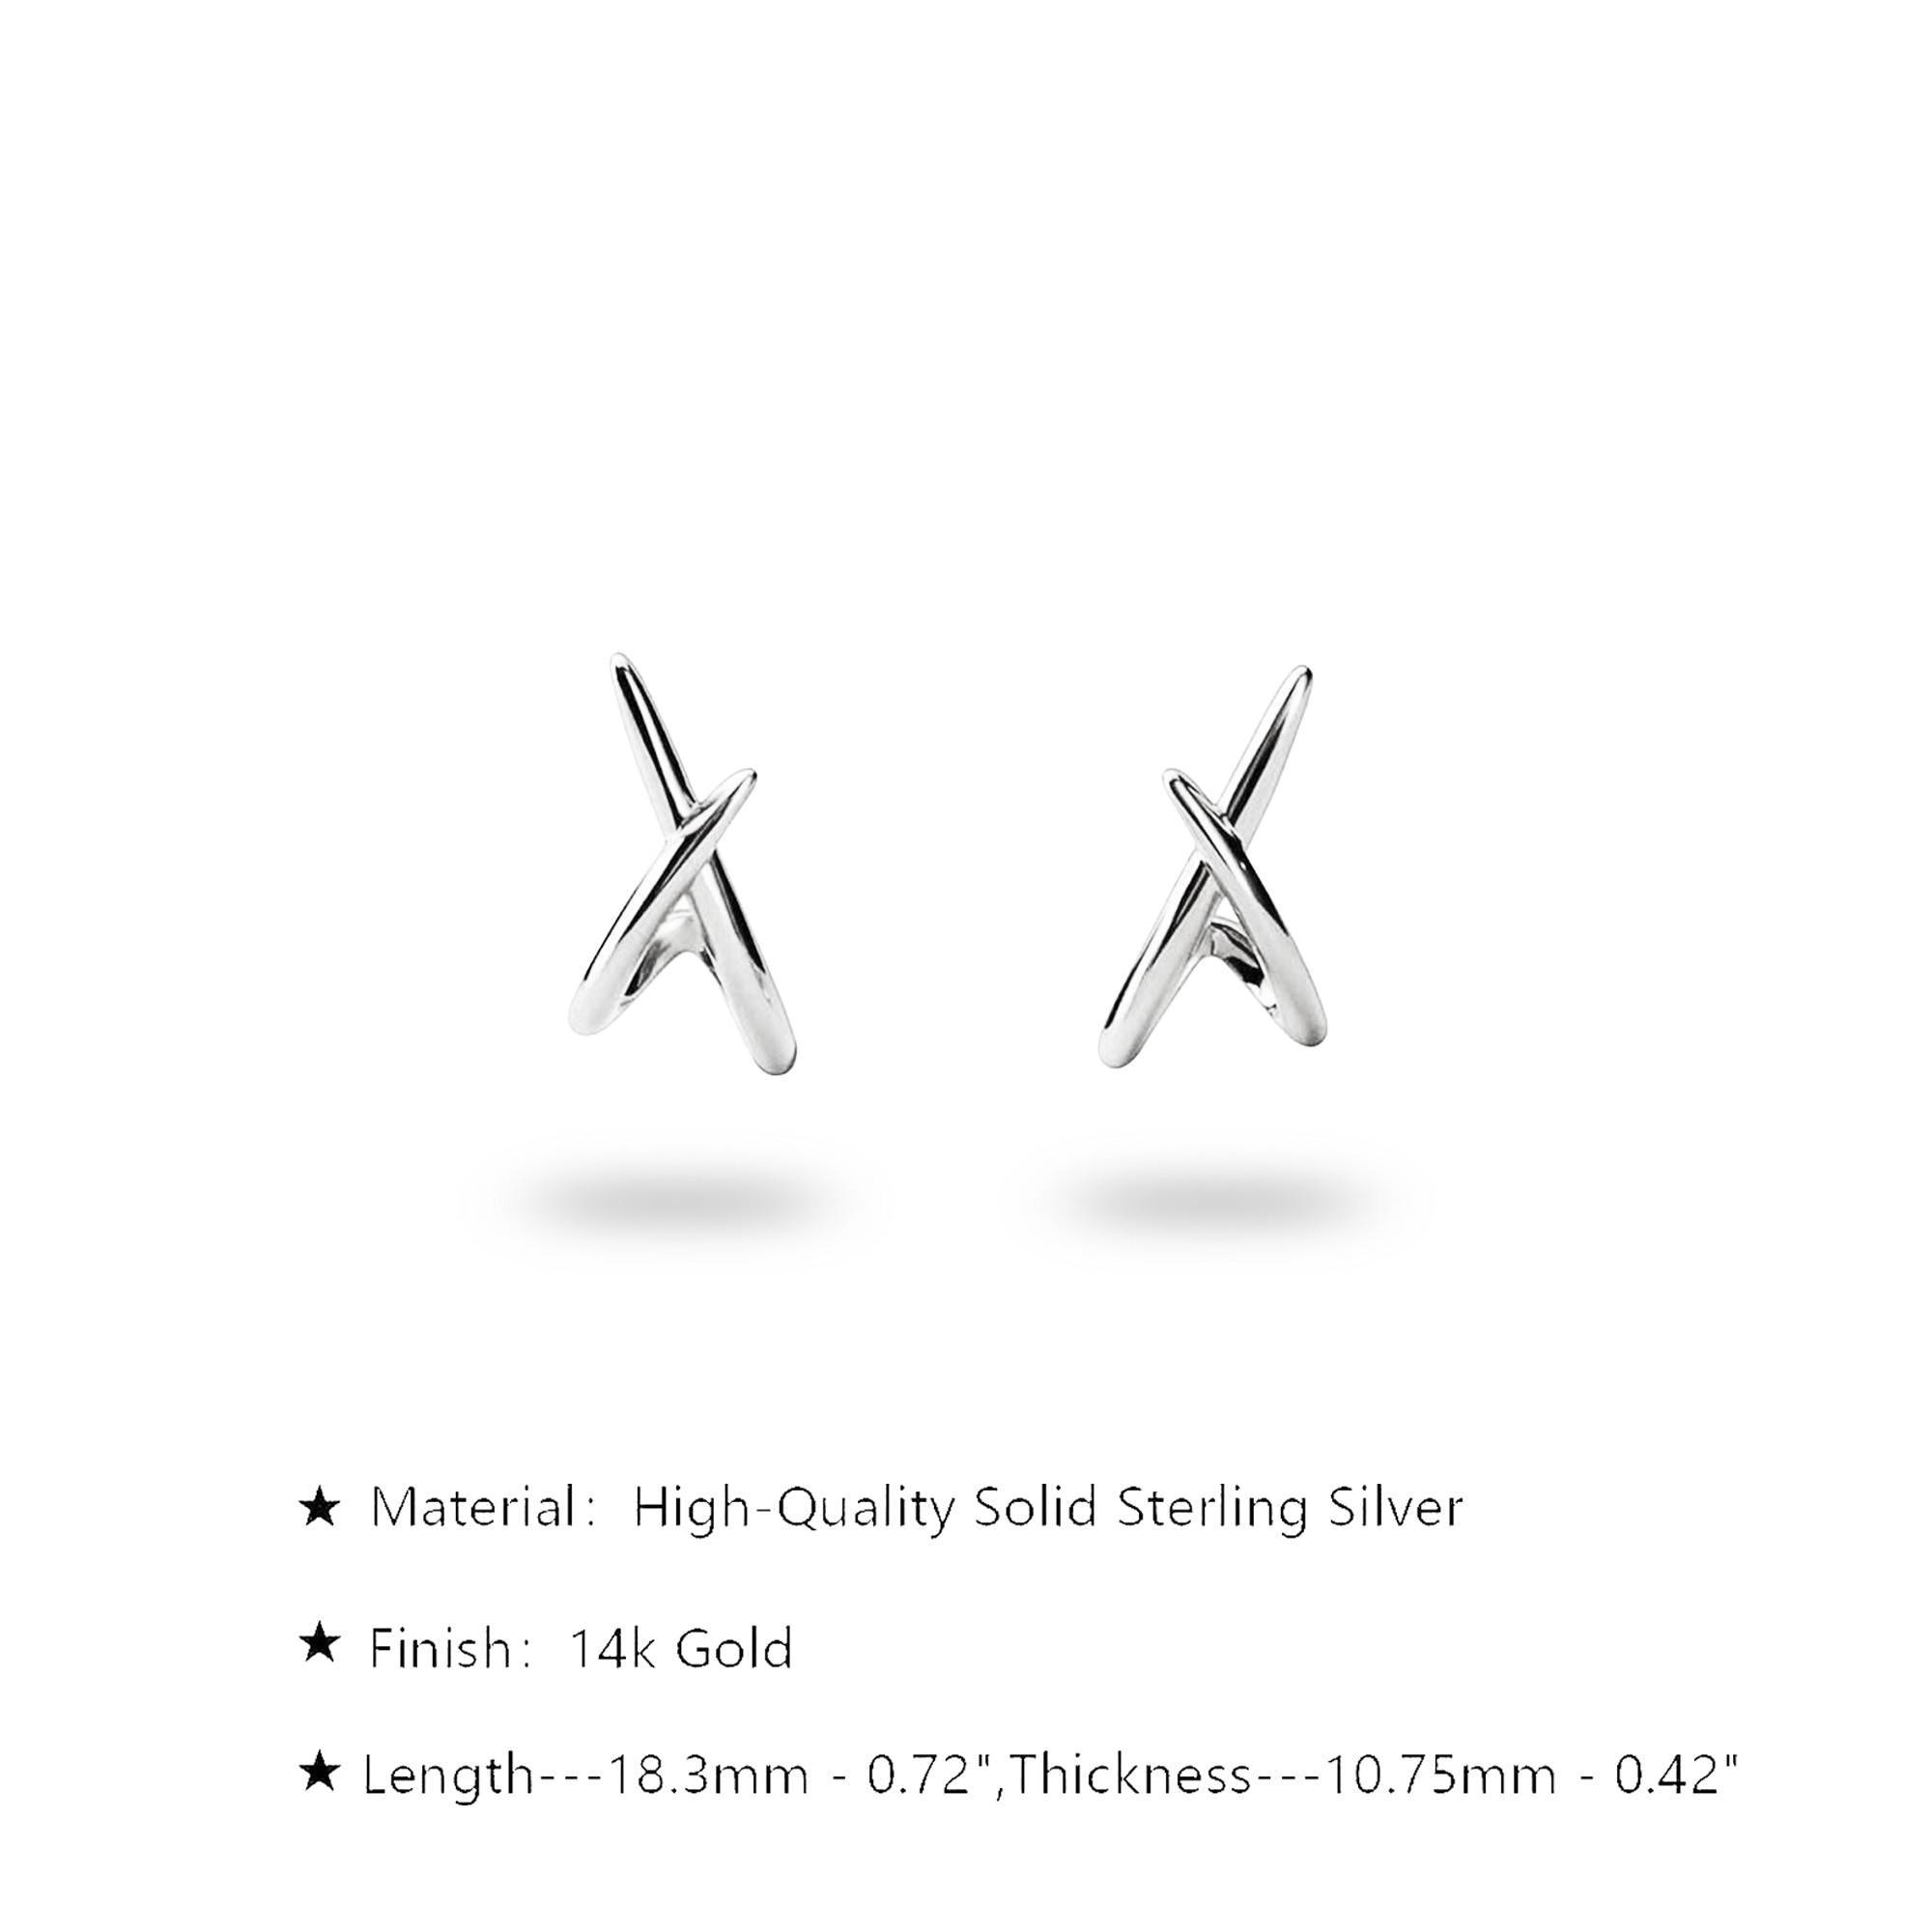 ★ Material: High-Quality Solid Sterling Silver
★ Finish: 14k Gold
★ Length---18.3mm - 0.72",Thickness---10.75mm - 0.42"